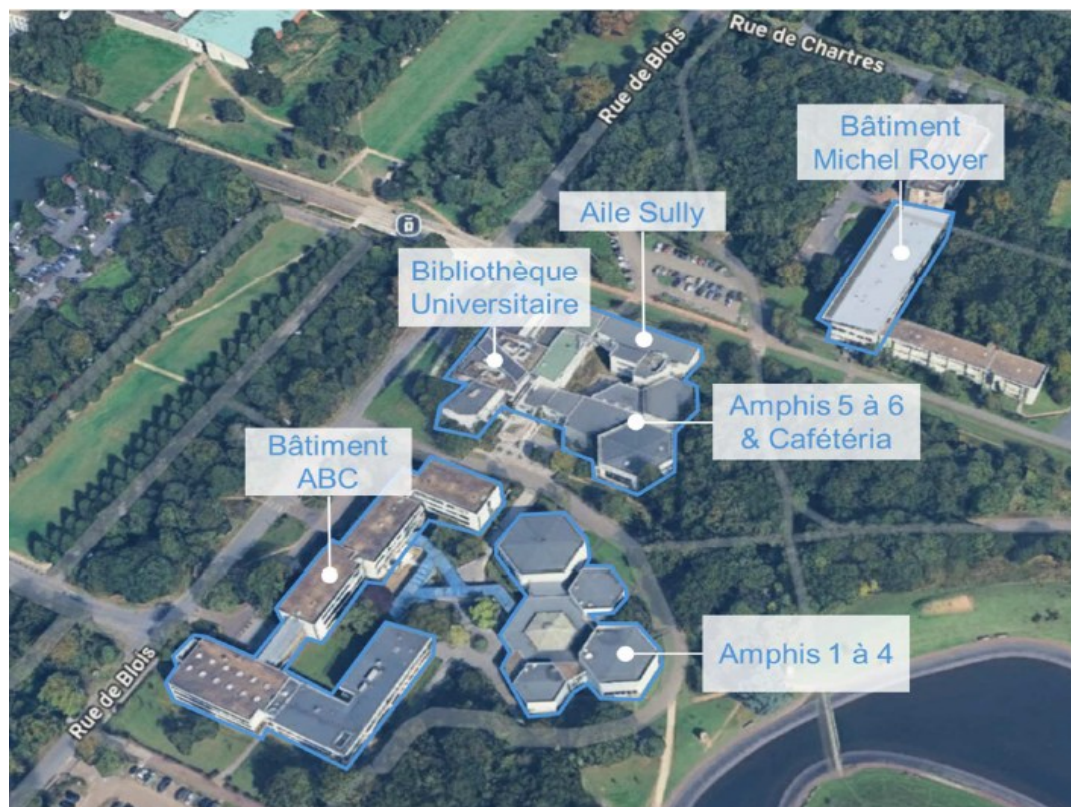 Rue de Chartres
Rue de Blois
Bâtiment
Michel Royer
Aile Sully
Bibliothèque
Universitaire
Amphis 5 à 6
& Cafétéria
Bâtiment
ABC
Amphis 1 à 4
Rue de Blois